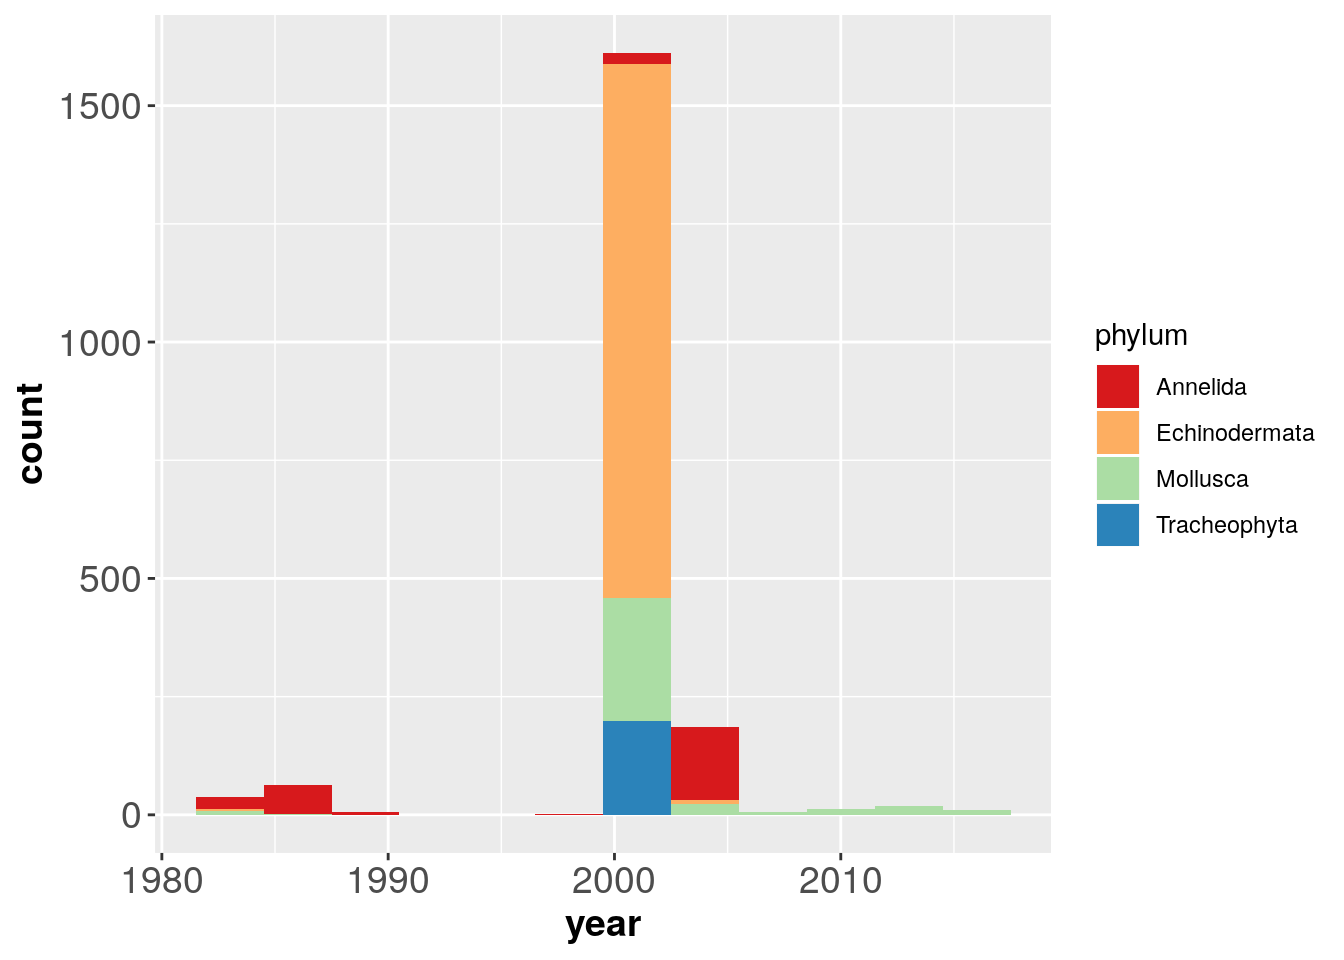 1500
1000
500
0
count
1980 1990 2000 2010
year
phylum
Annelida
Echinodermata
Mollusca
Tracheophyta